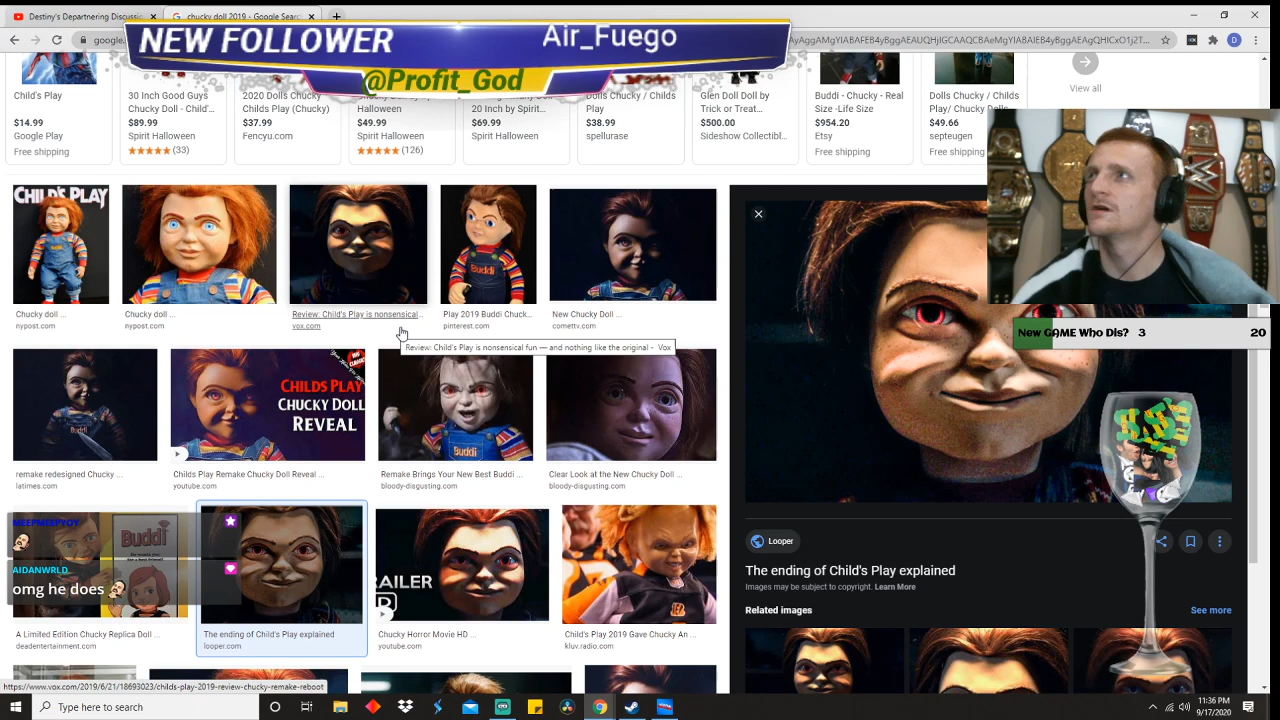 Destiny's Departnering Discussi
chucky doll 2019 - Google Search
NEW FOLLOWER
Air_Fuego
@Profit_God
google.
Child's Play
$14.99
Google Play
Free shipping
30 Inch Good Guys
Chucky Doll - Child'...
$89.99
Spirit Halloween
(33)
2020 Dolls Chucky
Childs Play (Chucky)
$37.99
Fencyu.com
Halloween
$49.99
Spirit Halloween
(126)
20 Inch by Spirit...
$69.99
Spirit Halloween
Dolls Chucky / Childs
Play
$38.99
spellurase
Glen Doll Doll by
Trick or Treat...
$500.00
Sideshow Collectibl...
Buddi - Chucky - Real
Size -Life Size
$954.20
Etsy
Free shipping
Dolls Chucky / Childs
Play/ Chucky Dolls
$49.66
septeugen
View all
CHILD'S PLAY
Buddi
Chucky doll ...
nypost.com
Chucky doll ...
nypost.com
Review: Child's Play is nonsensical...
vox.com
Play 2019 Buddi Chuck...
pinterest.com
New Chucky Doll ...
comettv.com
Review: Child's Play is nonsensical fun — and nothing like the original - Vox
Buddi
CHILDS PLAY
CHUCKY DOLL
REVEAL
Buddi
remake redesigned Chucky ...
latimes.com
Childs Play Remake Chucky Doll Reveal ...
youtube.com
Remake Brings Your New Best Buddi ...
bloody-disgusting.com
Clear Look at the New Chucky Doll ...
bloody-disgusting.com
New GAME Who Dis? 3
20
MEEPMEEPYOY
Buddi
AIDANWRLD
omg he does
TRAILER
A Limited Edition Chucky Replica Doll ...
deadentertainment.com
The ending of Child's Play explained
looper.com
Chucky Horror Movie HD ...
youtube.com
Child's Play 2019 Gave Chucky An ...
kluv.radio.com
Looper
The ending of Child's Play explained
Images may be subject to copyright. Learn More
Related images
See more
https://www.vox.com/2019/6/21/18693023/childs-play-2019-review-chucky-remake-reboot
Type here to search
11:36 PM
9/17/2020